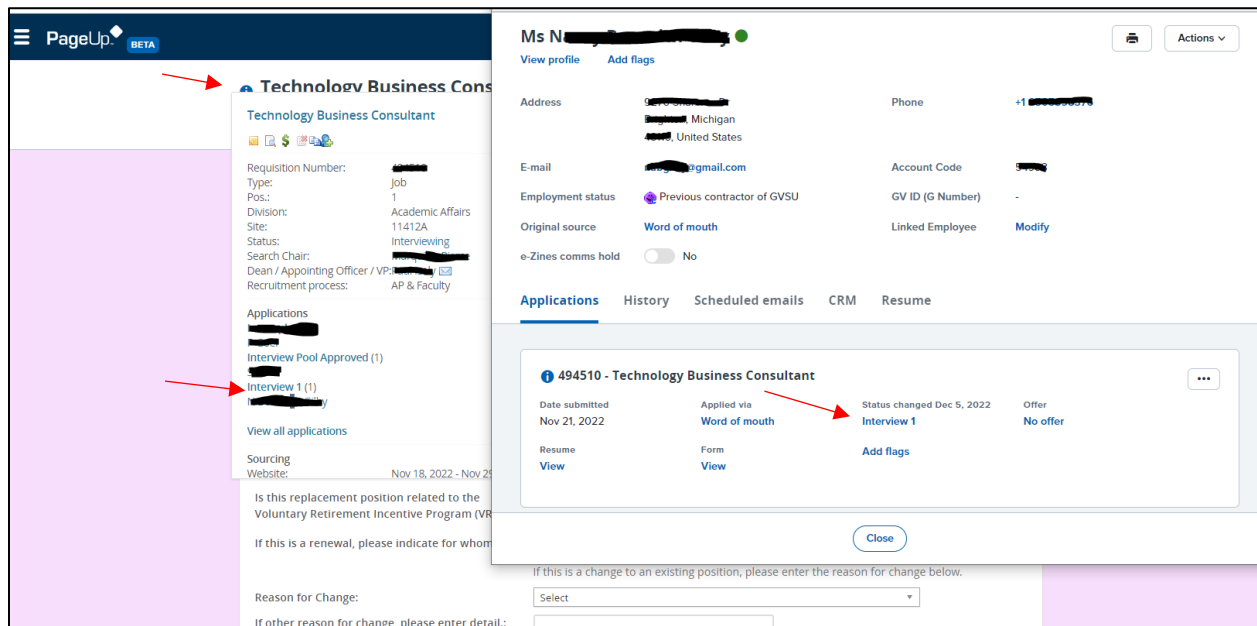 PageUp BETA
Technology Business Cons
Technology Business Consultant
Requisition Number:
Type: Job
Pos.: 1
Division: Academic Affairs
Site: 11412A
Status: Interviewing
Search Chair:
Dean / Appointing Officer / VP:
Recruitment process: AP & Faculty
Applications
Interview Pool Approved (1)
Interview 1 (1)
View all applications
Sourcing
Website: Nov 18, 2022 - Nov 29
Is this replacement position related to the
Voluntary Retirement Incentive Program (VR
If this is a renewal, please indicate for whom
If this is a change to an existing position, please enter the reason for change below.
Reason for Change: Select
If other reason for change, please enter detail.:
Ms
Actions
View profile Add flags
Address Phone +1
Michigan
United States
E-mail @gmail.com Account Code
Employment status Previous contractor of GVSU GV ID (G Number) -
Original source Word of mouth Linked Employee Modify
e-Zines comms hold No
Applications History Scheduled emails CRM Resume
494510 - Technology Business Consultant
Date submitted Applied via Status changed Dec 5, 2022 Offer
Nov 21, 2022 Word of mouth Interview 1 No offer
Resume Form Add flags
View View
Close